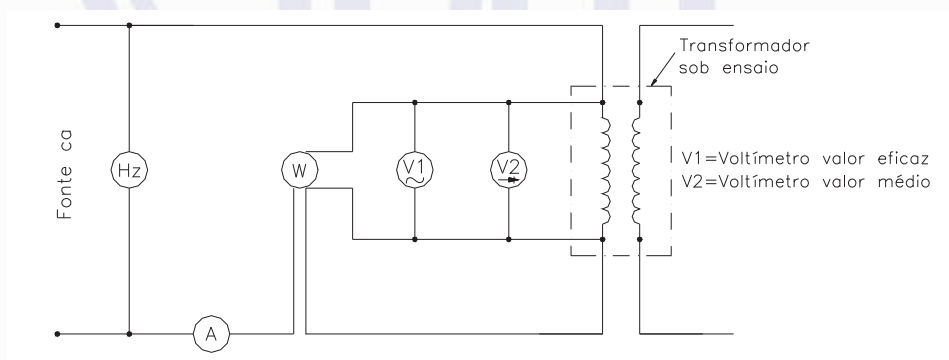 Transformador
sob ensaio
Fonte ca
Hz
W
V1
V2
V1=Voltímetro valor eficaz
V2=Voltímetro valor médio
A